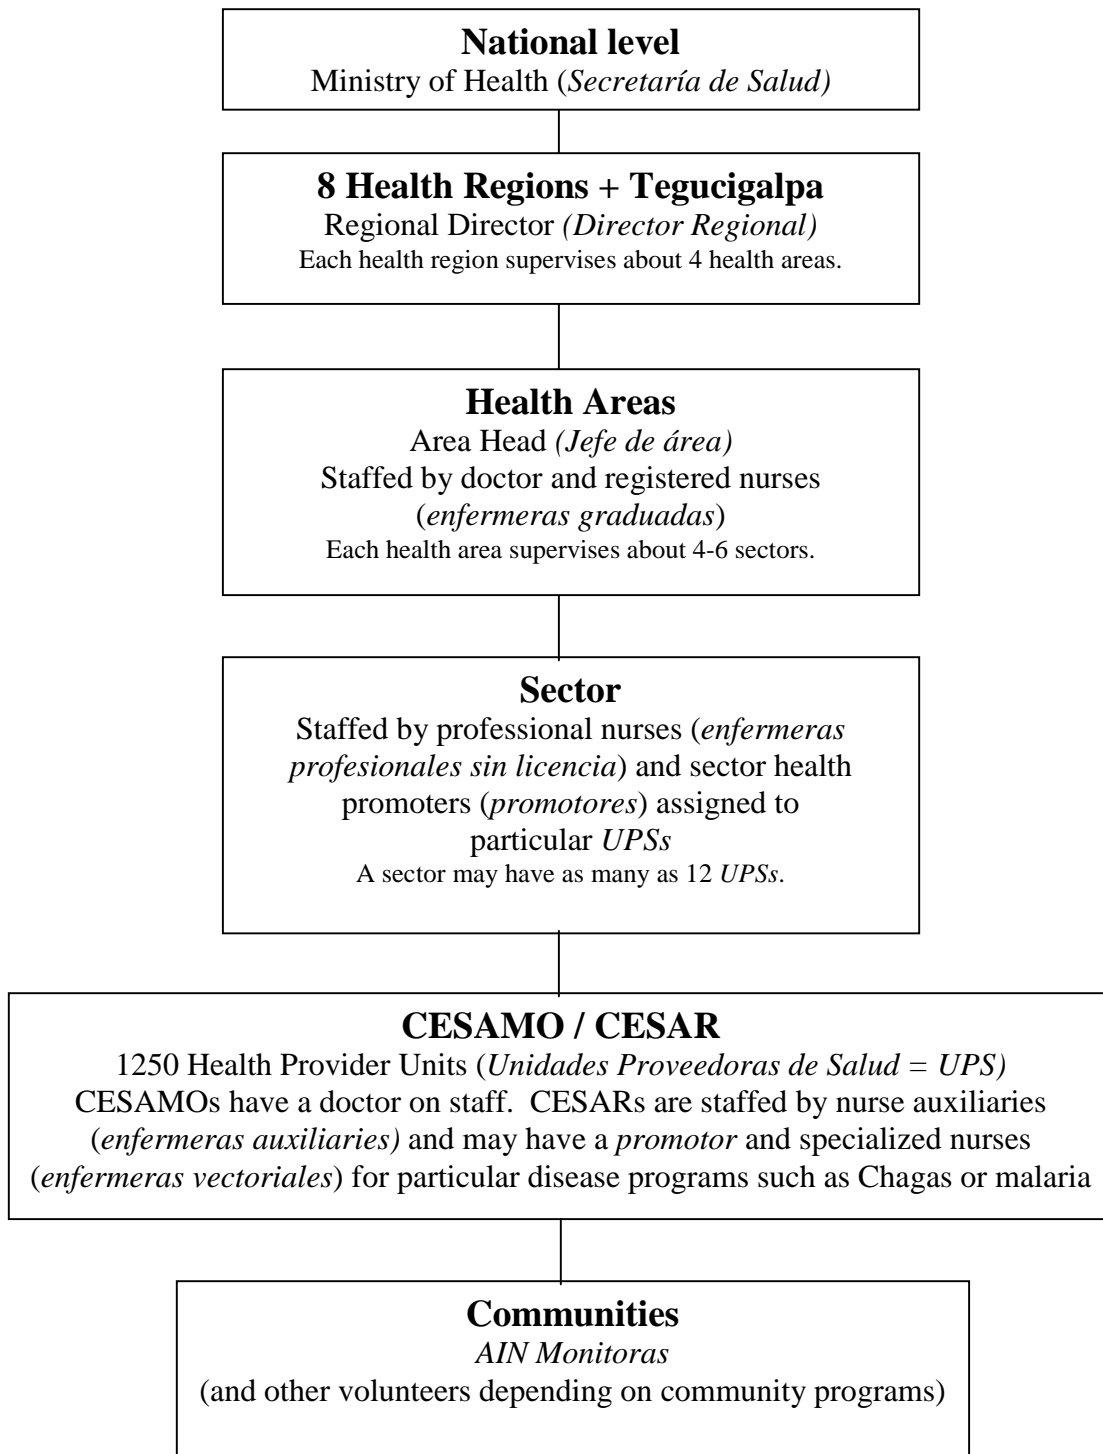 National level
Ministry of Health (Secretaría de Salud)
8 Health Regions + Tegucigalpa
Regional Director (Director Regional)
Each health region supervises about 4 health areas.
Health Areas
Area Head (Jefe de área)
Staffed by doctor and registered nurses
(enfermeras graduadas)
Each health area supervises about 4-6 sectors.
Sector
Staffed by professional nurses (enfermeras
profesionales sin licencia) and sector health
promoters (promotores) assigned to
particular UPSs
A sector may have as many as 12 UPSs.
CESAMO / CESAR
1250 Health Provider Units (Unidades Proveedoras de Salud = UPS)
CESAMOs have a doctor on staff.  CESARs are staffed by nurse auxiliaries
(enfermeras auxiliaries) and may have a promotor and specialized nurses
(enfermeras vectoriales) for particular disease programs such as Chagas or malaria
Communities
AIN Monitoras
(and other volunteers depending on community programs)